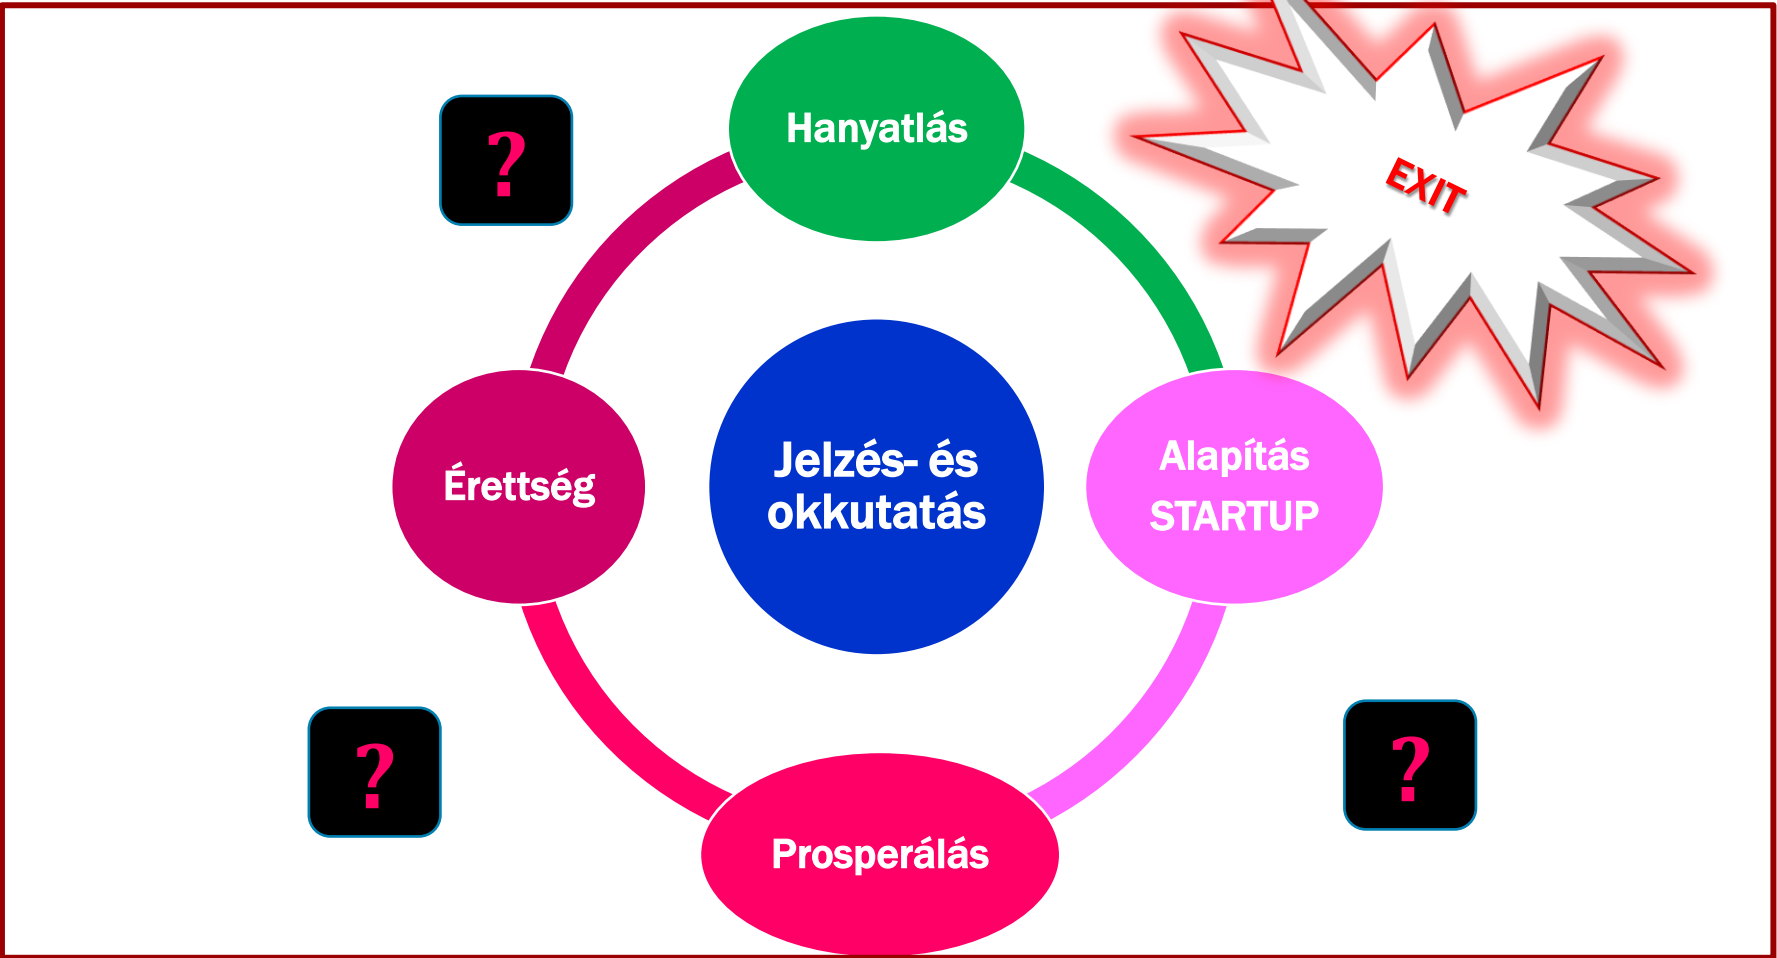 Hanyatlás
EXIT
?
Jelzés- és
okkutatás
Érettség
Alapítás
STARTUP
?
?
Prosperálás